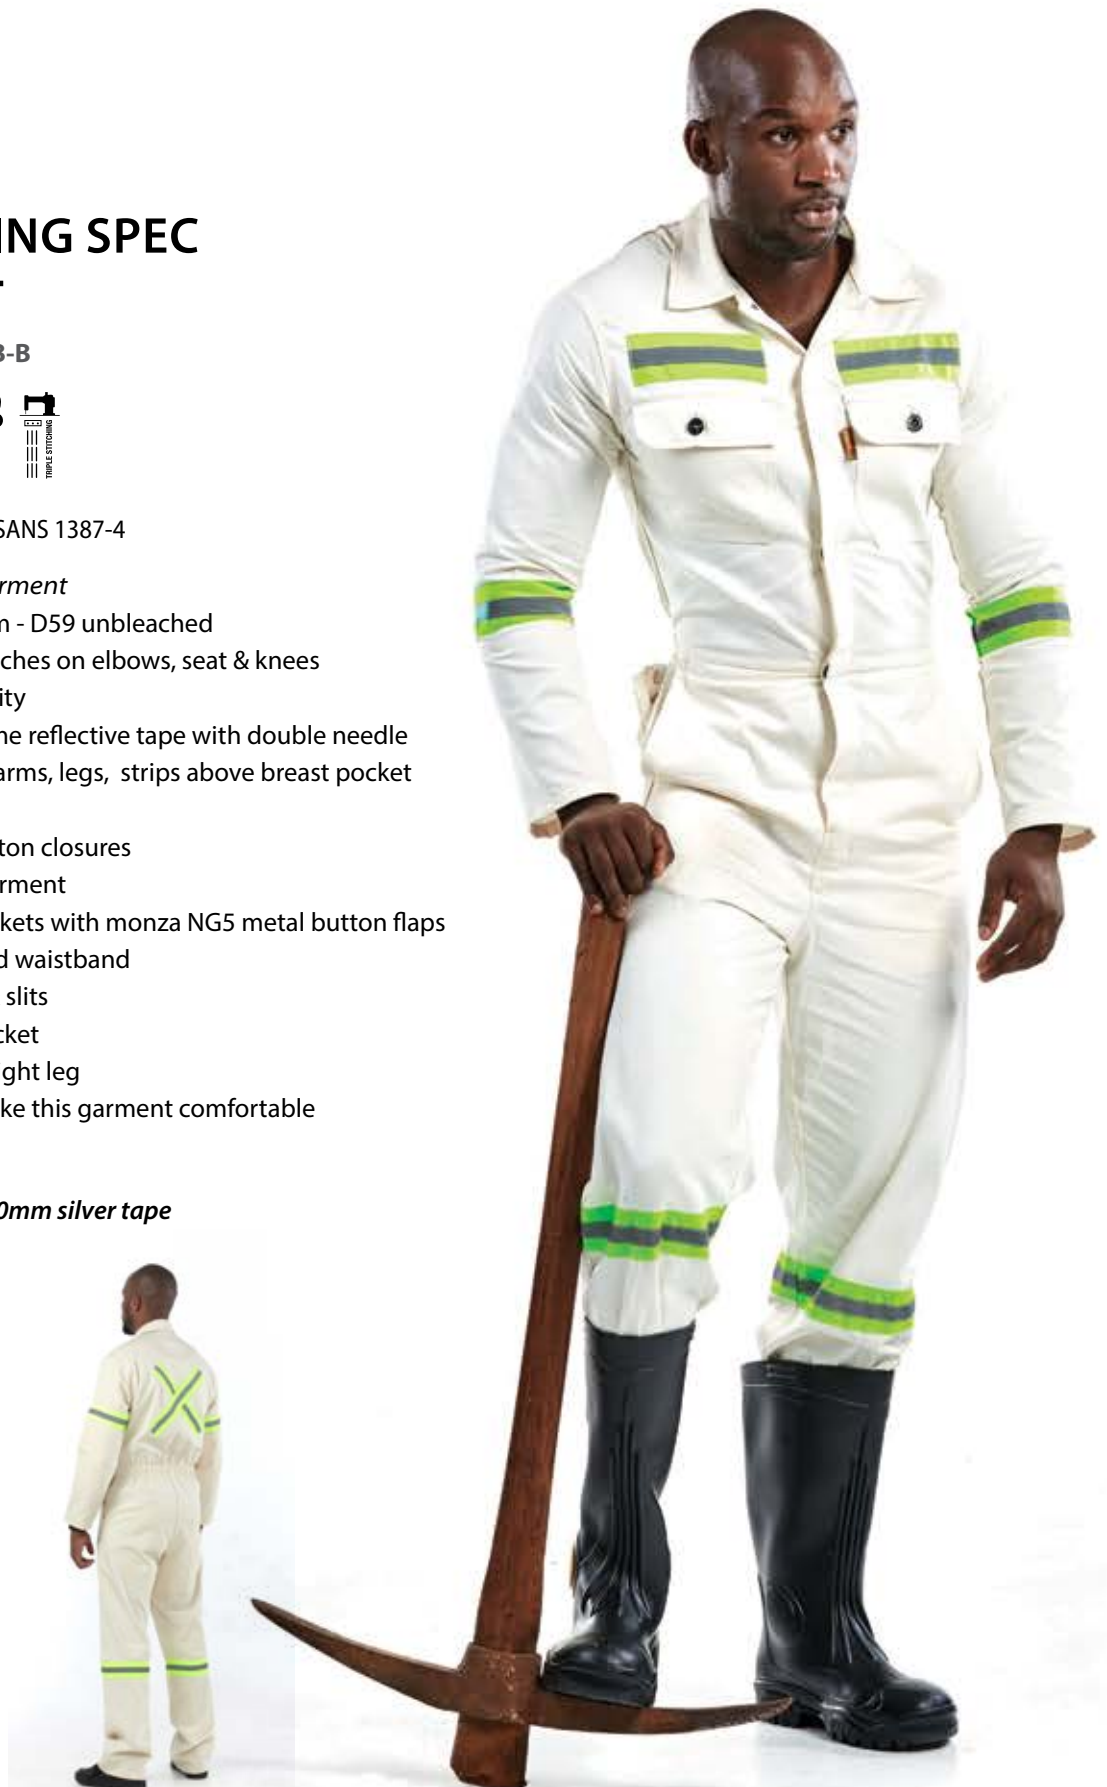 NG SPEC
3-B
TRIPLE STITCHING
SANS 1387-4
rment
- D59 unbleached
ches on elbows, seat & knees
ity
ne reflective tape with double needle
arms, legs, strips above breast pocket
ton closures
rment
kets with monza NG5 metal button flaps
d waistband
slits
cket
ght leg
ke this garment comfortable
0mm silver tape